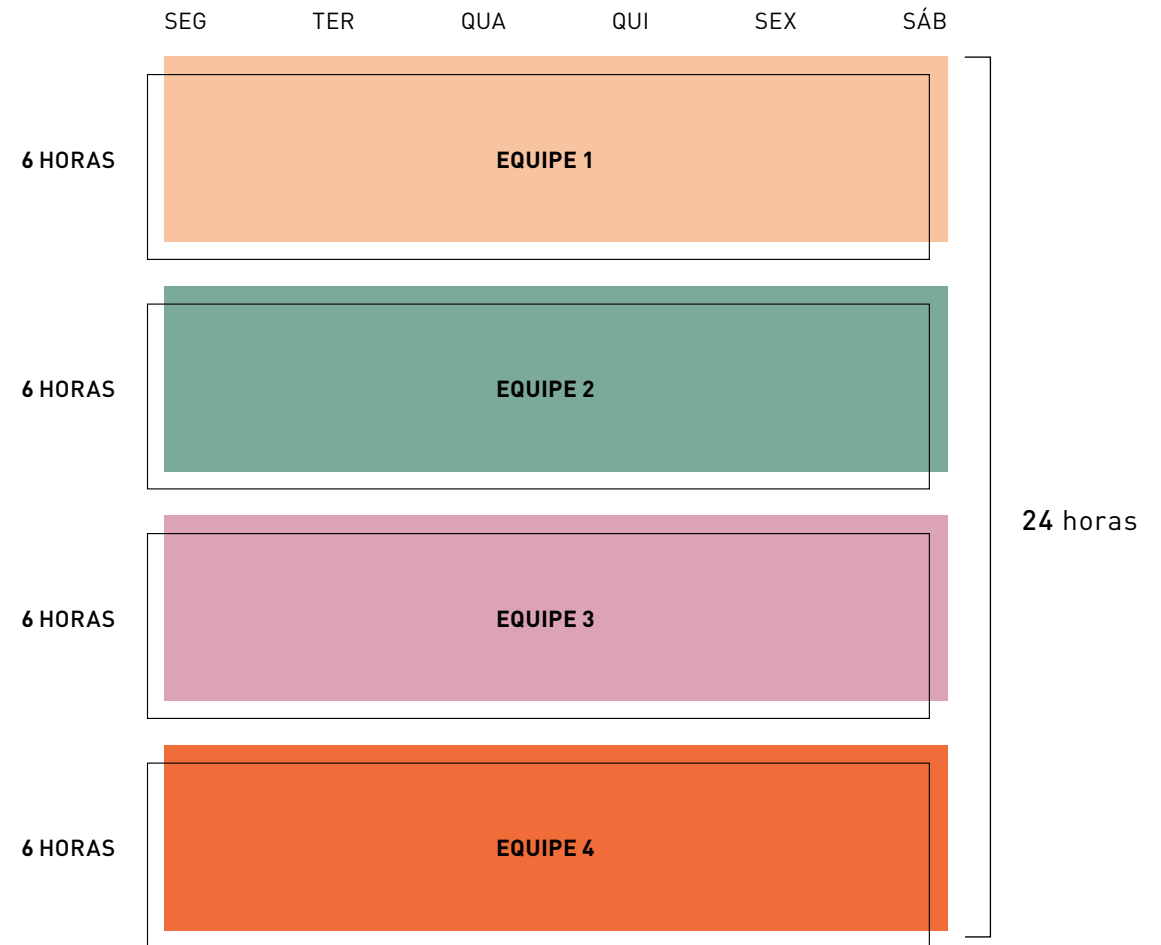 SEG TER QUA QUI SEX SÁB
6 HORAS EQUIPE 1
6 HORAS EQUIPE 2
24 horas
6 HORAS EQUIPE 3
6 HORAS EQUIPE 4